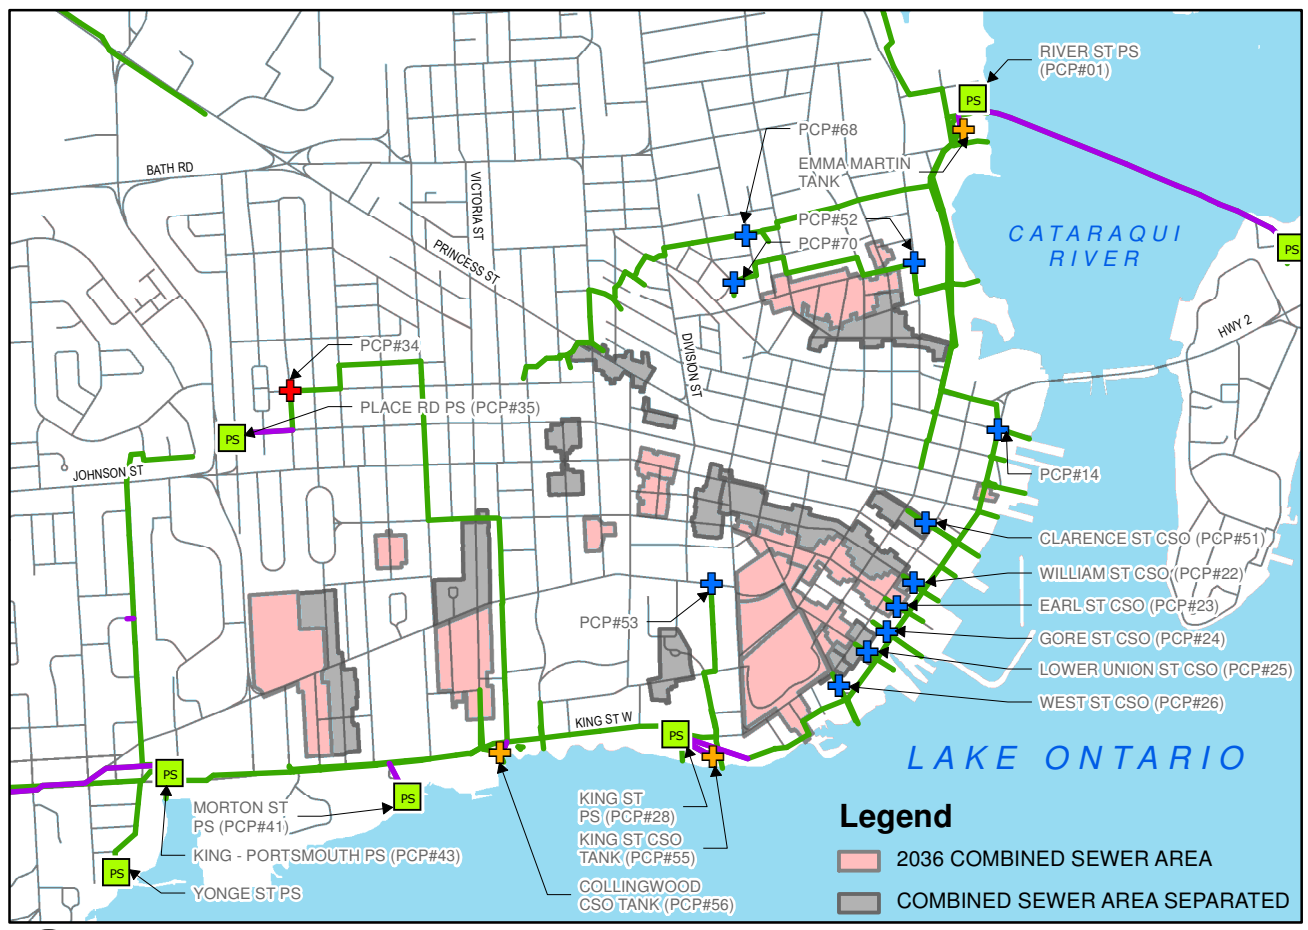 RIVER ST PS
(PCP#01)
PS
PCP#68
EMMA MARTIN
TANK
BATH RD
VICTORIA ST
PCP#52
PCP#70
CATARAQUI
RIVER
PS
PRINCESS ST
HWY 2
PCP#34
DIVISION ST
PLACE RD PS (PCP#35)
PS
JOHNSON ST
PCP#14
CLARENCE ST CSO (PCP#51)
WILLIAM ST CSO (PCP#22)
EARL ST CSO (PCP#23)
PCP#53
GORE ST CSO (PCP#24)
LOWER UNION ST CSO (PCP#25)
WEST ST CSO (PCP#26)
KING ST W
PS
LAKE ONTARIO
PS
PS
MORTON ST
PS (PCP#41)
KING ST
PS (PCP#28)
KING ST CSO
TANK (PCP#55)
KING - PORTSMOUTH PS (PCP#43)
PS
YONGE ST PS
COLLINGWOOD
CSO TANK (PCP#56)
Legend
2036 COMBINED SEWER AREA
COMBINED SEWER AREA SEPARATED